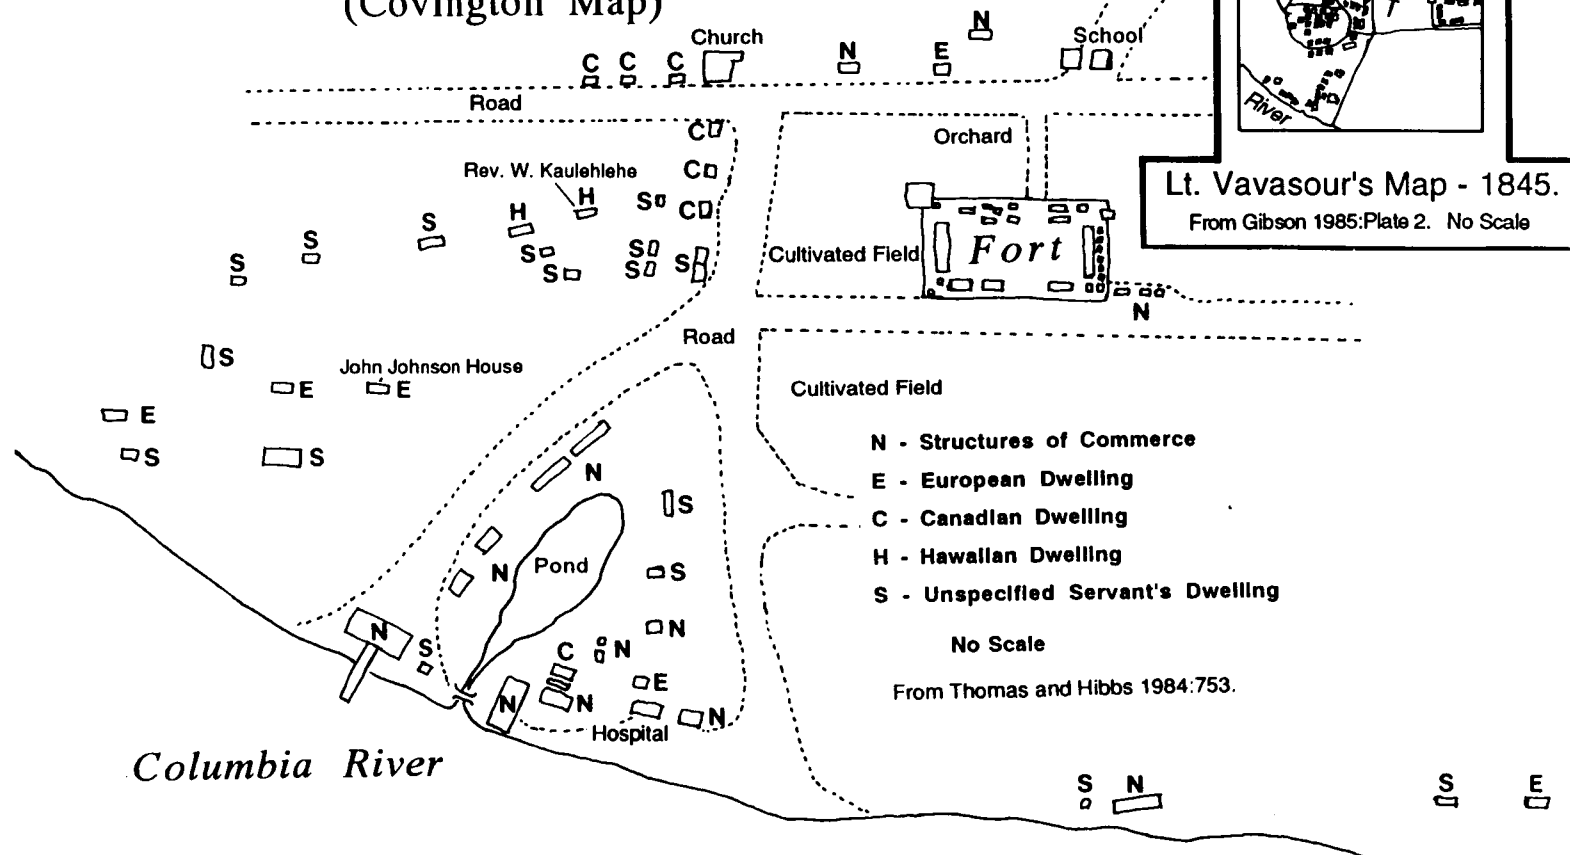 (Covington Map)
N
Church
School
C C C
N
E
Road
C
Orchard
Rev. W. Kaulehlehe
C
H
S
C
Lt. Vavasour's Map - 1845.
From Gibson 1985:Plate 2. No Scale
River
S
H
S
S
S
S
S
S
S
S
Cultivated Field
Fort
N
Road
S
John Johnson House
E
E
E
S
S
Cultivated Field
N - Structures of Commerce
E - European Dwelling
C - Canadian Dwelling
H - Hawaiian Dwelling
S - Unspecified Servant's Dwelling
No Scale
From Thomas and Hibbs 1984:753.
N
S
N
Pond
S
N
N
S
C
N
E
N
N
N
Hospital
Columbia River
S
N
S
E